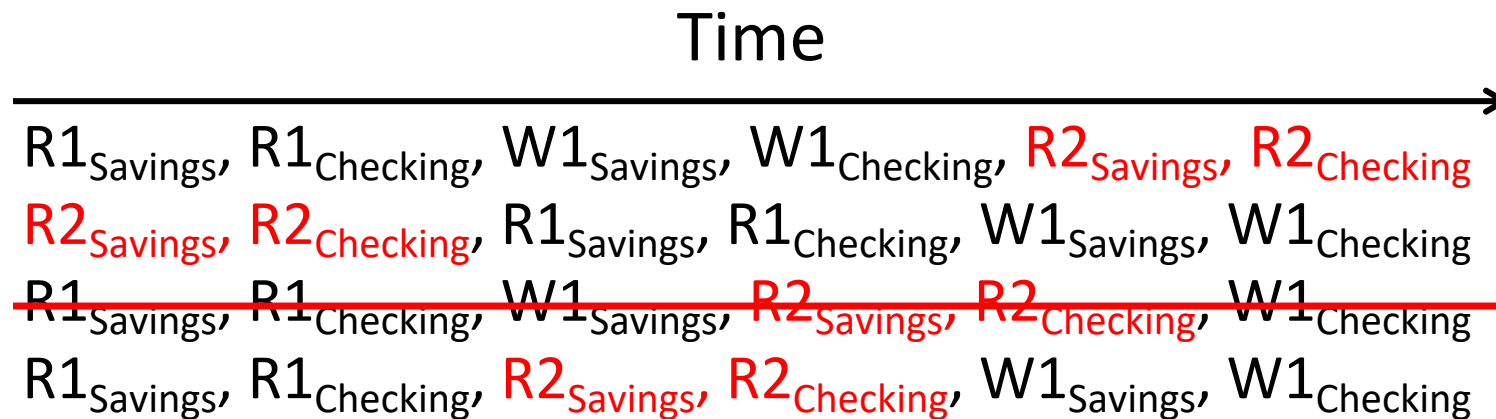 Time
R1Savings, R1Checking, W1Savings, W1Checking, R2Savings, R2Checking
R2Savings, R2Checking, R1Savings, R1Checking, W1Savings, W1Checking
R1Savings, R1Checking, W1Savings, R2Savings, R2Checking, W1Checking
R1Savings, R1Checking, R2Savings, R2Checking, W1Savings, W1Checking